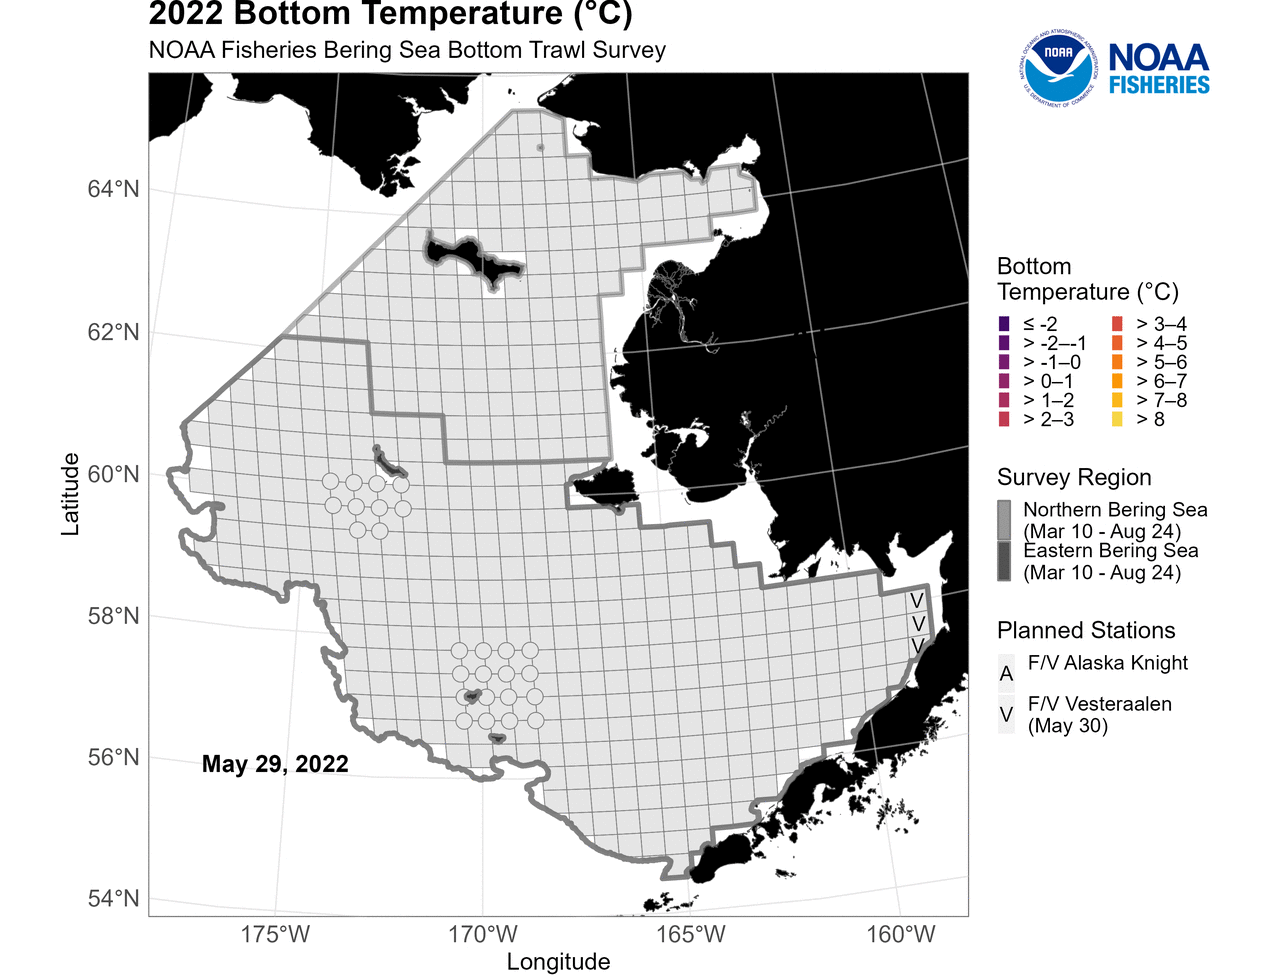 2022 Bottom Temperature (°C)
NOAA Fisheries Bering Sea Bottom Trawl Survey
NATIONAL OCEANIC AND ATMOSPHERIC ADMINISTRATION
NOAA
U.S. DEPARTMENT OF COMMERCE
NOAA
FISHERIES
64°N
62°N
60°N
58°N
56°N
54°N
Latitude
175°W
170°W
165°W
160°W
Longitude
May 29, 2022
V
V
V
Bottom
Temperature (°C)
≤ -2
> -2–-1
> -1–0
> 0–1
> 1–2
> 2–3
> 3–4
> 4–5
> 5–6
> 6–7
> 7–8
> 8
Survey Region
Northern Bering Sea
(Mar 10 - Aug 24)
Eastern Bering Sea
(Mar 10 - Aug 24)
Planned Stations
A F/V Alaska Knight
V F/V Vesteraalen
(May 30)